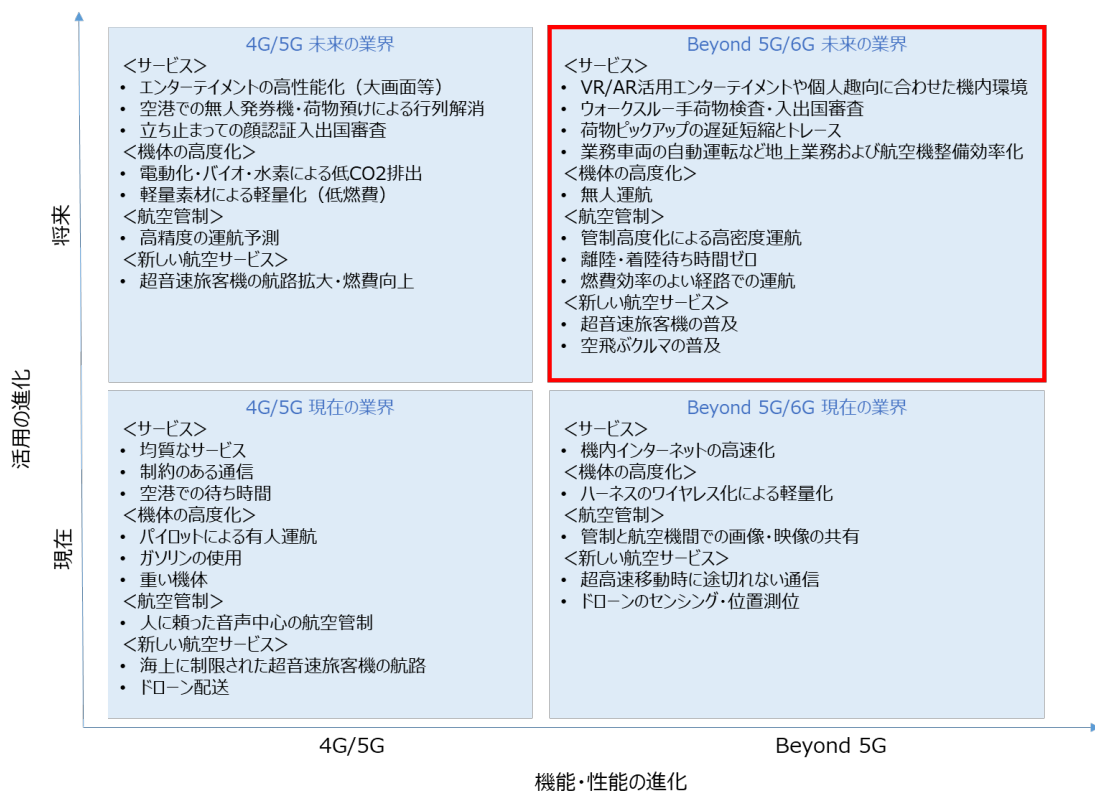 4G/5G 未来の業界
＜サービス＞
• エンターテイメントの高性能化（大画面等）
• 空港での無人発券機・荷物預けによる行列解消
• 立ち止まっての顔認証入出国審査
＜機体の高度化＞
• 電動化・バイオ・水素による低CO2排出
• 軽量素材による軽量化（低燃費）
＜航空管制＞
• 高精度の運航予測
＜新しい航空サービス＞
• 超音速旅客機の航路拡大・燃費向上
Beyond 5G/6G 未来の業界
＜サービス＞
• VR/AR活用エンターテイメントや個人趣向に合わせた機内環境
• ウォークスルー手荷物検査・入出国審査
• 荷物ピックアップの遅延短縮とトレース
• 業務車両の自動運転など地上業務および航空機整備効率化
＜機体の高度化＞
• 無人運航
＜航空管制＞
• 管制高度化による高密度運航
• 離陸・着陸待ち時間ゼロ
• 燃費効率のよい経路での運航
＜新しい航空サービス＞
• 超音速旅客機の普及
• 空飛ぶクルマの普及
将来
活用の進化
現在
4G/5G 現在の業界
＜サービス＞
• 均質なサービス
• 制約のある通信
• 空港での待ち時間
＜機体の高度化＞
• パイロットによる有人運航
• ガソリンの使用
• 重い機体
＜航空管制＞
• 人に頼った音声中心の航空管制
＜新しい航空サービス＞
• 海上に制限された超音速旅客機の航路
• ドローン配送
Beyond 5G/6G 現在の業界
＜サービス＞
• 機内インターネットの高速化
＜機体の高度化＞
• ハーネスのワイヤレス化による軽量化
＜航空管制＞
• 管制と航空機間での画像・映像の共有
＜新しい航空サービス＞
• 超高速移動時に途切れない通信
• ドローンのセンシング・位置測位
4G/5G
Beyond 5G
機能・性能の進化